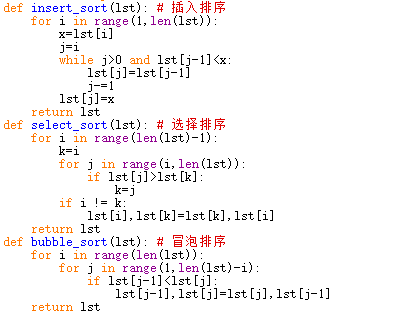 def insert_sort(lst): # 插入排序
    for i in range(1,len(lst)):
        x=lst[i]
        j=i
        while j>0 and lst[j-1]<x:
            lst[j]=lst[j-1]
            j-=1
        lst[j]=x
    return lst
def select_sort(lst): # 选择排序
    for i in range(len(lst)-1):
        k=i
        for j in range(i,len(lst)):
            if lst[j]>lst[k]:
                k=j
        if i != k:
            lst[i],lst[k]=lst[k],lst[i]
    return lst
def bubble_sort(lst): # 冒泡排序
    for i in range(len(lst)):
        for j in range(1,len(lst)-i):
            if lst[j-1]<lst[j]:
                lst[j-1],lst[j]=lst[j],lst[j-1]
    return lst